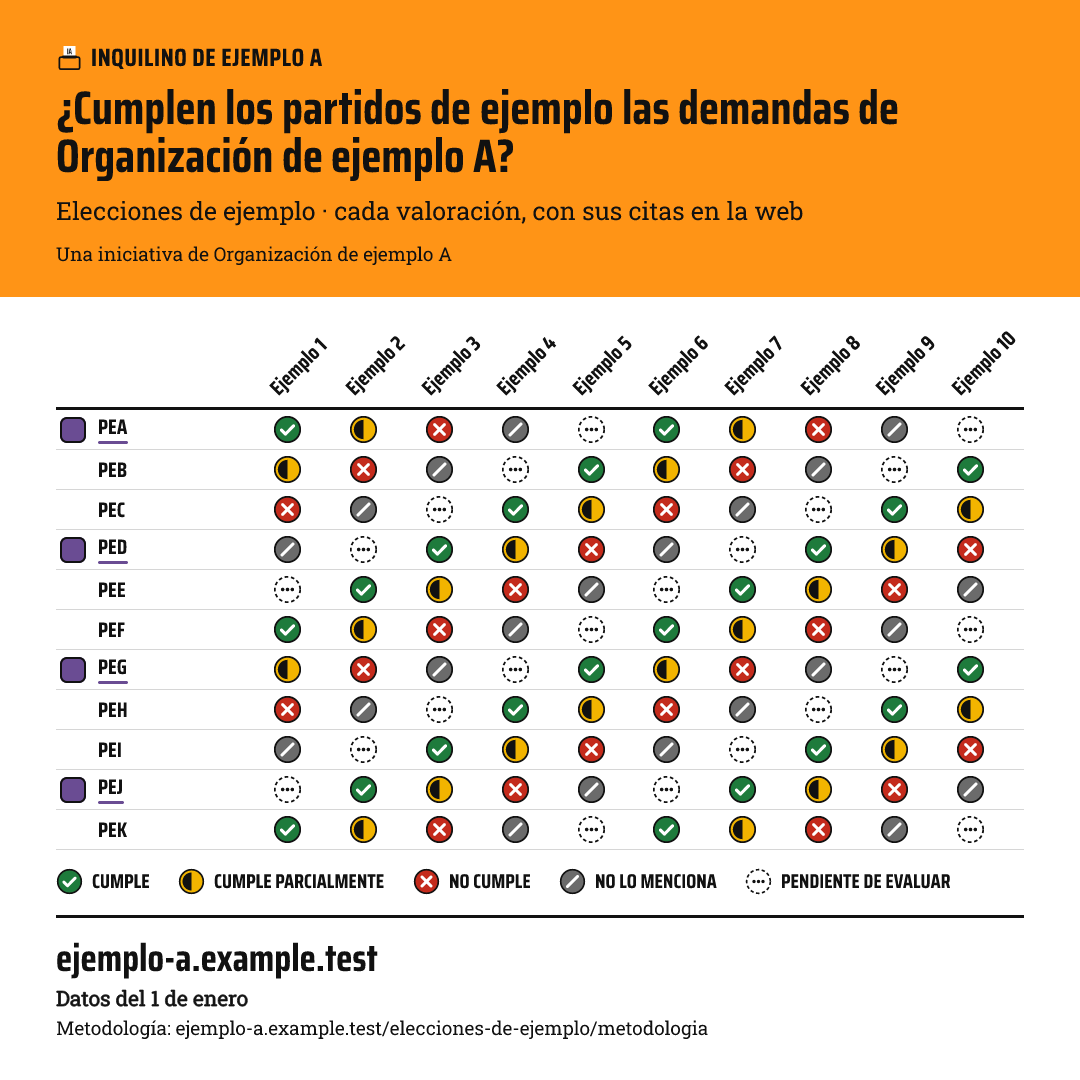 IA
INQUILINO DE EJEMPLO A
¿Cumplen los partidos de ejemplo las demandas de
Organización de ejemplo A?
Elecciones de ejemplo · cada valoración, con sus citas en la web
Una iniciativa de Organización de ejemplo A
Ejemplo 1 Ejemplo 2 Ejemplo 3 Ejemplo 4 Ejemplo 5 Ejemplo 6 Ejemplo 7 Ejemplo 8 Ejemplo 9 Ejemplo 10
PEA
PEB
PEC
PED
PEE
PEF
PEG
PEH
PEI
PEJ
PEK
CUMPLE CUMPLE PARCIALMENTE NO CUMPLE NO LO MENCIONA PENDIENTE DE EVALUAR
ejemplo-a.example.test
Datos del 1 de enero
Metodología: ejemplo-a.example.test/elecciones-de-ejemplo/metodologia